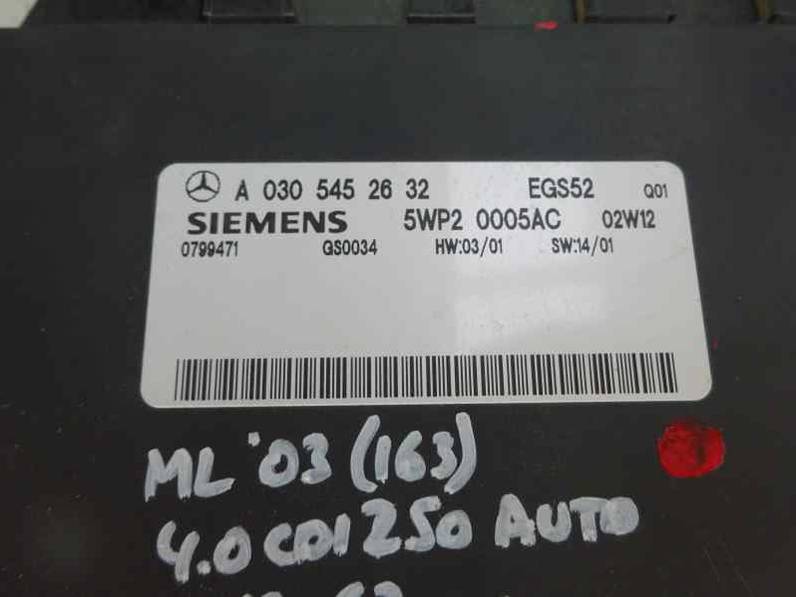 A 030 545 26 32 EGS52 Q01
SIEMENS 5WP2 0005AC 02W12
0799471 GS0034 HW:03/01 SW:14/01
ML '03 (163)
4.0 CDI 250 AUTO